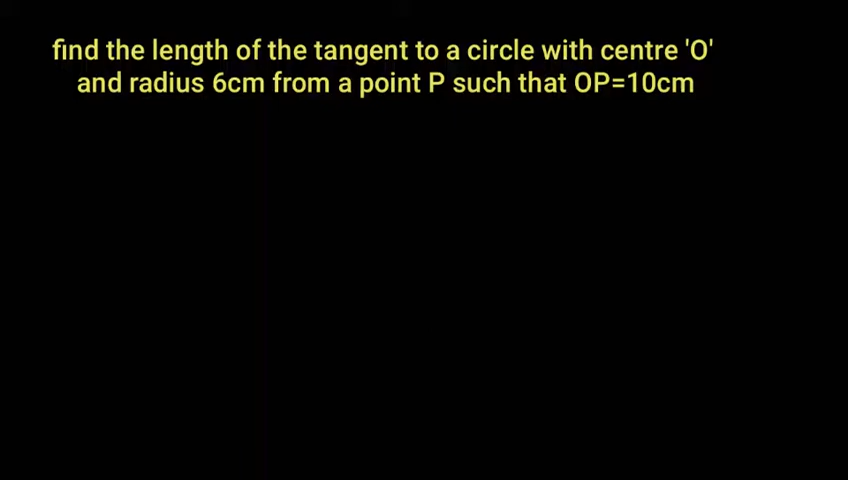 find the length of the tangent to a circle with centre 'O'
and radius 6cm from a point P such that OP=10cm